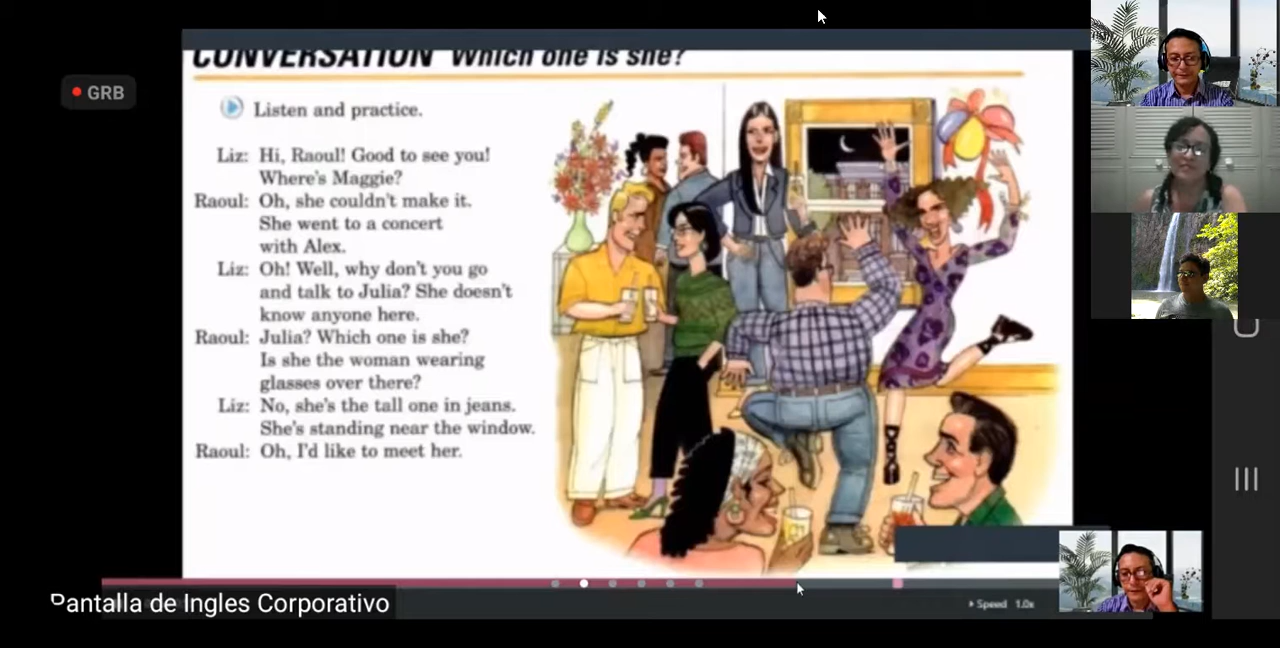 CONVERSATION Which one is she?
GRB
Listen and practice.
Liz: Hi, Raoul! Good to see you!
Where's Maggie?
Raoul: Oh, she couldn't make it.
She went to a concert
with Alex.
Liz: Oh! Well, why don't you go
and talk to Julia? She doesn't
know anyone here.
Raoul: Julia? Which one is she?
Is she the woman wearing
glasses over there?
Liz: No, she's the tall one in jeans.
She's standing near the window.
Raoul: Oh, I'd like to meet her.
Pantalla de Ingles Corporativo
Speed 1.0x